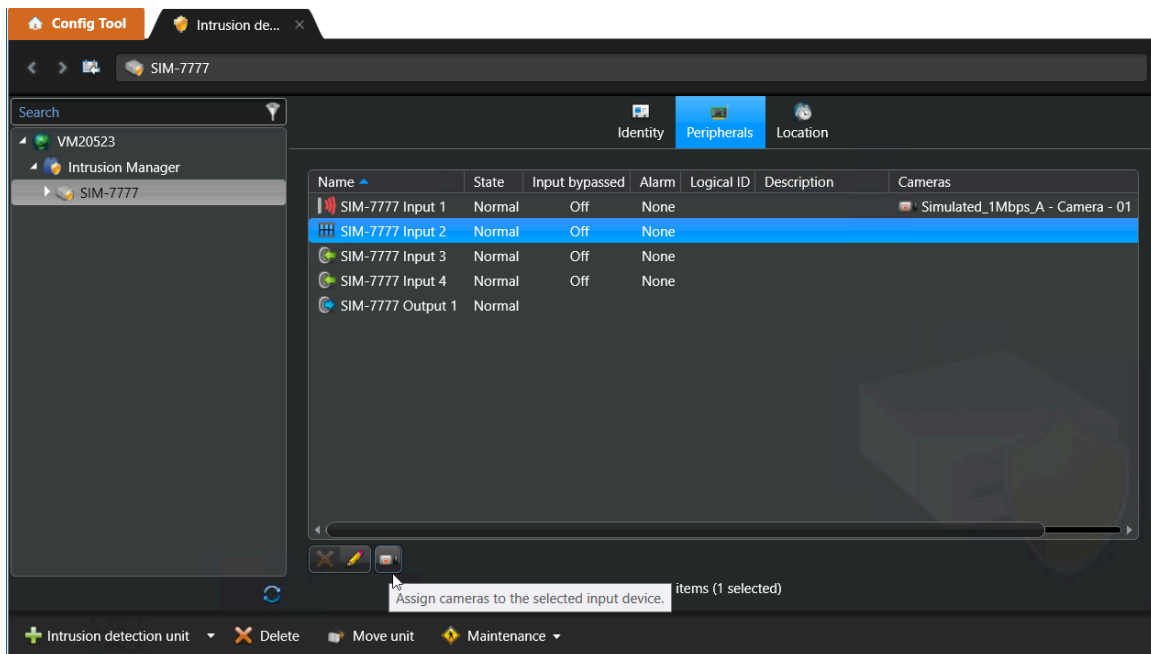 Config Tool Intrusion de...
SIM-7777
Search
Identity Peripherals Location
VM20523
Intrusion Manager
SIM-7777
Name State Input bypassed Alarm Logical ID Description Cameras
SIM-7777 Input 1 Normal Off None Simulated_1Mbps_A - Camera - 01
SIM-7777 Input 2 Normal Off None
SIM-7777 Input 3 Normal Off None
SIM-7777 Input 4 Normal Off None
SIM-7777 Output 1 Normal
items (1 selected)
Assign cameras to the selected input device.
Intrusion detection unit Delete Move unit Maintenance